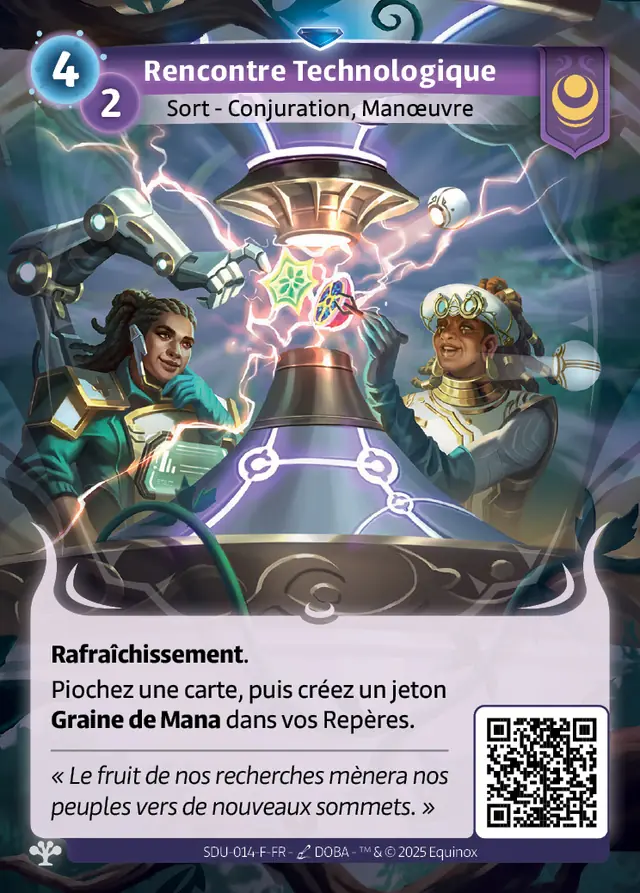 4
2
Rencontre Technologique
Sort - Conjuration, Manœuvre
Rafraîchissement.
Piochez une carte, puis créez un jeton
Graine de Mana dans vos Repères.
« Le fruit de nos recherches mènera nos
peuples vers de nouveaux sommets. »
SDU-014-F-FR - DOBA - ™ & © 2025 Equinox